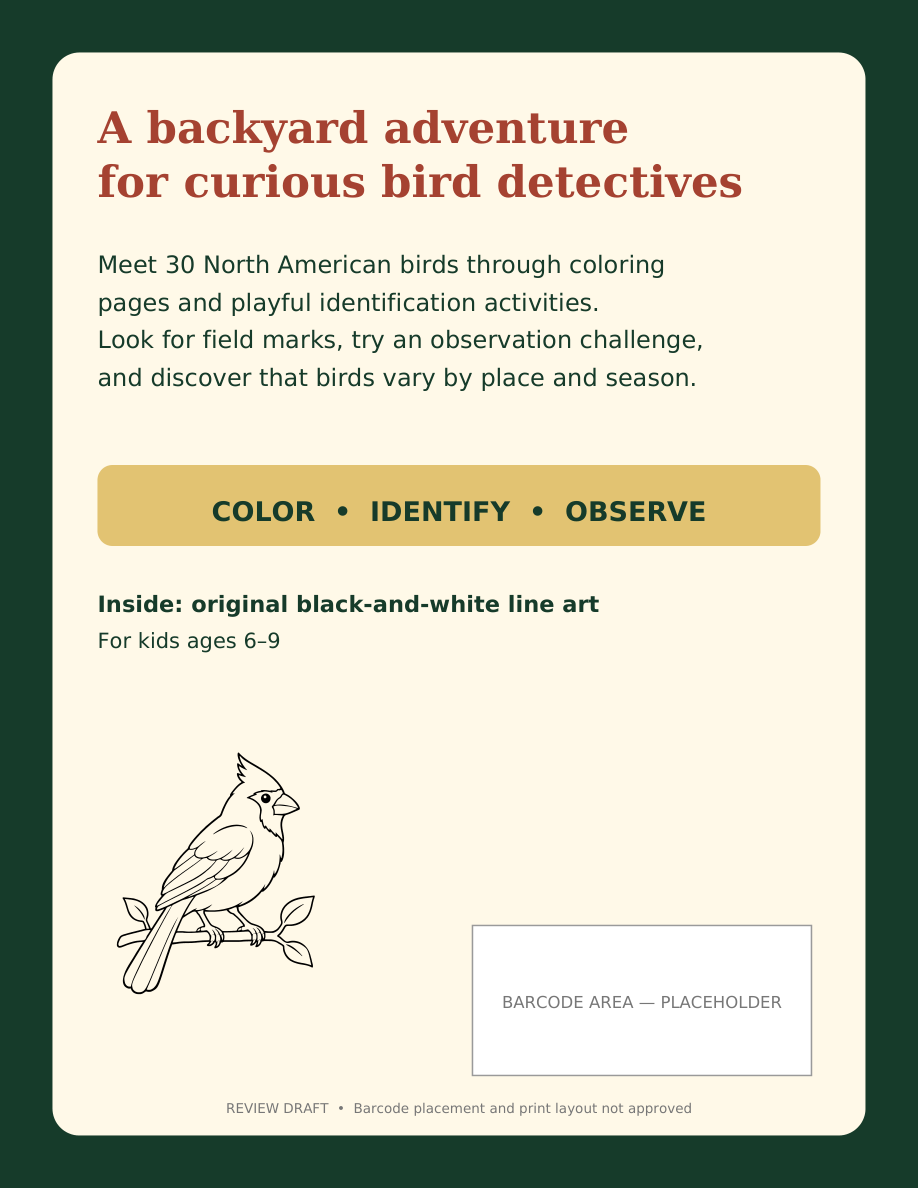 A backyard adventure
for curious bird detectives
Meet 30 North American birds through coloring
pages and playful identification activities.
Look for field marks, try an observation challenge,
and discover that birds vary by place and season.
COLOR • IDENTIFY • OBSERVE
Inside: original black-and-white line art
For kids ages 6–9
BARCODE AREA — PLACEHOLDER
REVIEW DRAFT • Barcode placement and print layout not approved